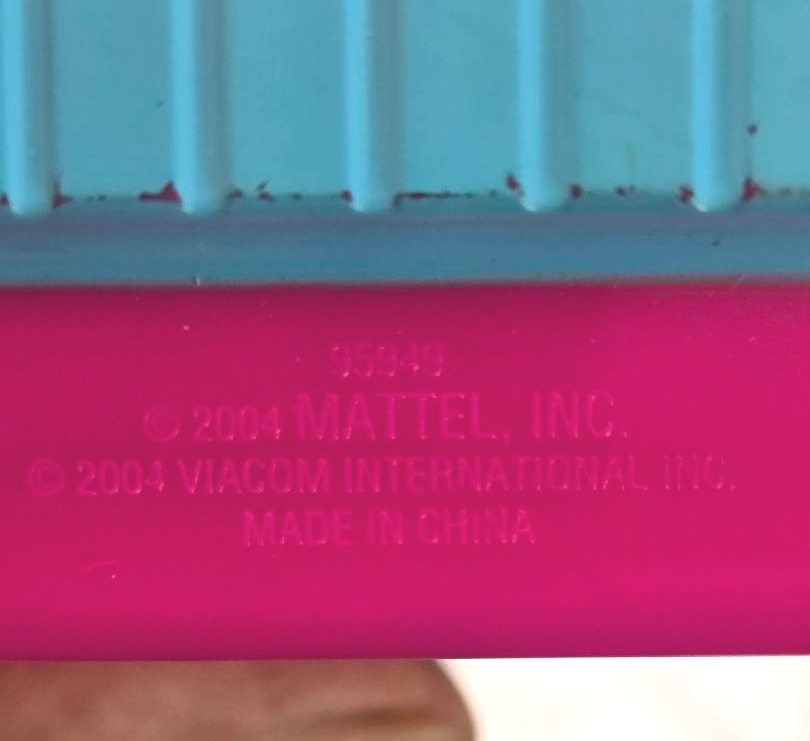 95949
© 2004 MATTEL, INC.
© 2004 VIACOM INTERNATIONAL INC.
MADE IN CHINA